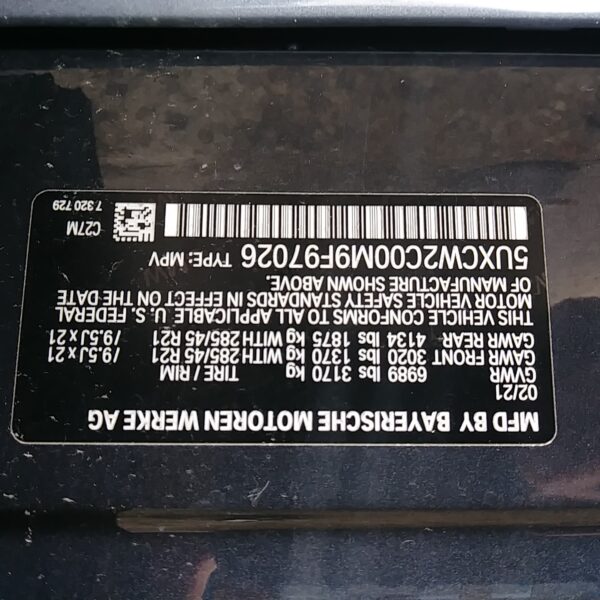 MFD BY BAYERISCHE MOTOREN WERKE AG
02/21
GVWR 6989 lbs 3170 kg TIRE / RIM
GAWR FRONT 3020 lbs 1370 kg WITH 285/45 R21 /9.5J x 21
GAWR REAR 4134 lbs 1875 kg WITH 285/45 R21 /9.5J x 21
THIS VEHICLE CONFORMS TO ALL APPLICABLE U. S. FEDERAL
MOTOR VEHICLE SAFETY STANDARDS IN EFFECT ON THE DATE
OF MANUFACTURE SHOWN ABOVE.
5UXCW2C00M9F97026 TYPE: MPV
C27M
7 320 729